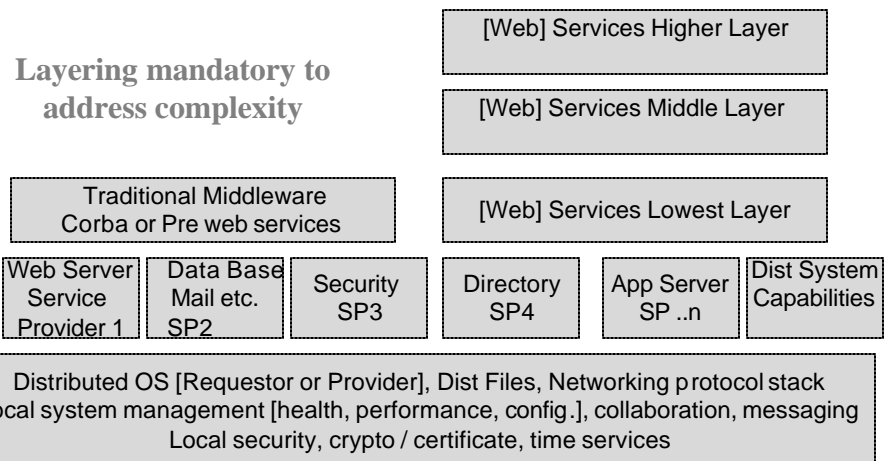 [Web] Services Higher Layer
Layering mandatory to
address complexity
[Web] Services Middle Layer
Traditional Middleware
Corba or Pre web services
[Web] Services Lowest Layer
Web Server
Service
Provider 1
Data Base
Mail etc.
SP2
Security
SP3
Directory
SP4
App Server
SP ..n
Dist System
Capabilities
Distributed OS [Requestor or Provider], Dist Files, Networking protocol stack
ocal system management [health, performance, config.], collaboration, messaging
Local security, crypto / certificate, time services